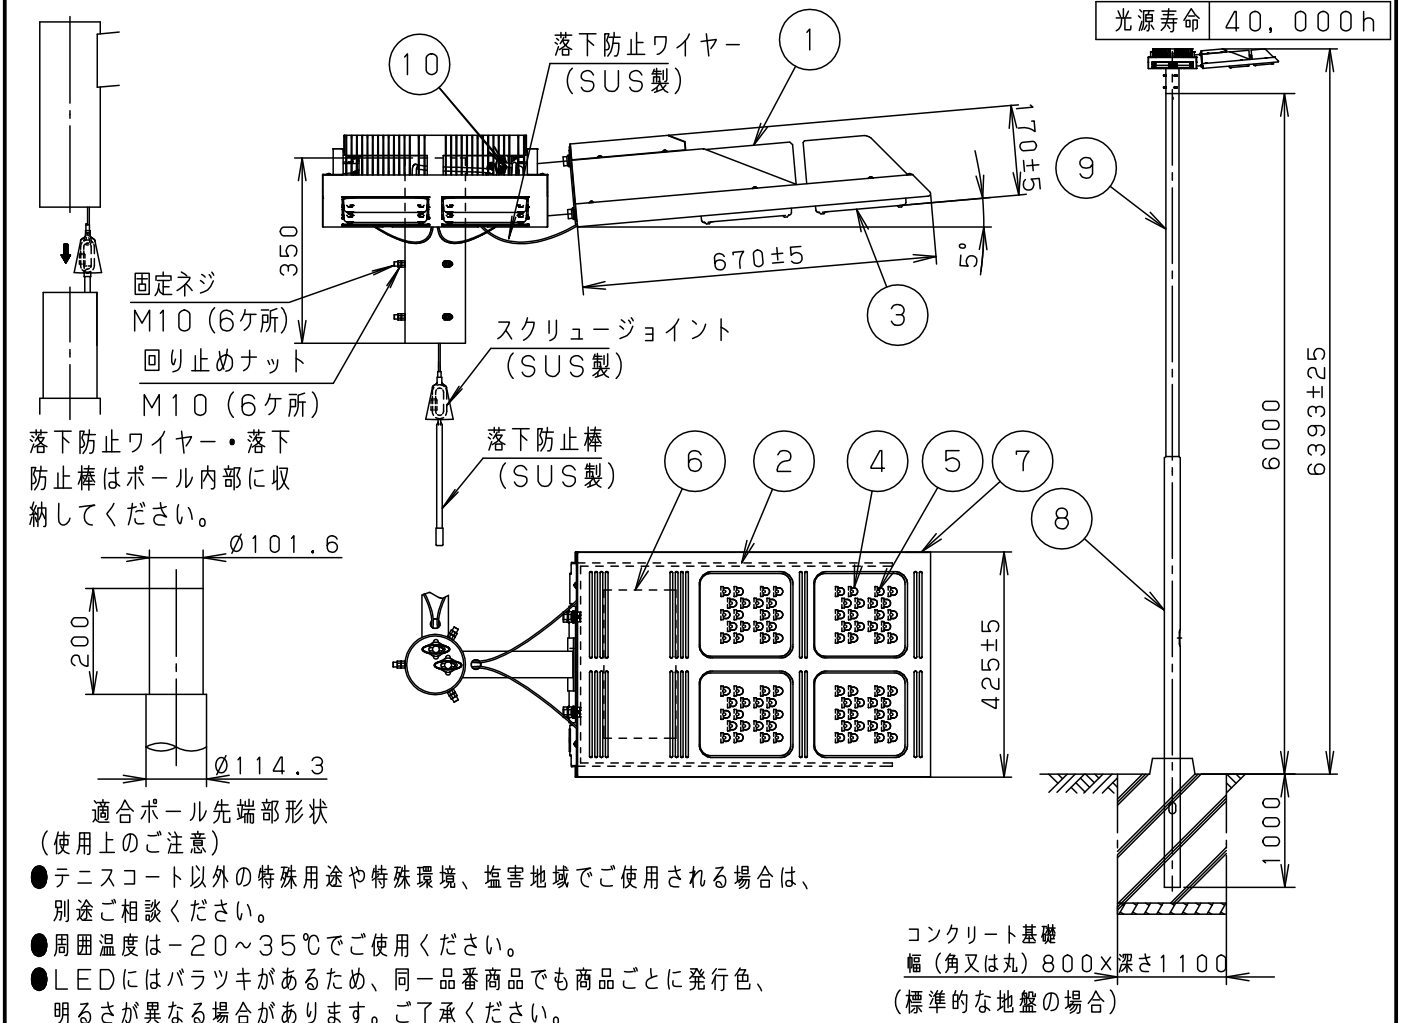 光源寿命 40,000h
落下防止ワイヤー
(SUS製)
1
10
170±5
9
350
670±5
5°
3
固定ネジ
M10(6ケ所)
回り止めナット
M10(6ケ所)
スクリュージョイント
(SUS製)
6000
6393±25
落下防止ワイヤー・落下
防止棒はポール内部に収
納してください。
落下防止棒
(SUS製)
6
2
4
5
7
8
Ø101.6
200
Ø114.3
425±5
適合ポール先端部形状
1000
(使用上のご注意)
●テニスコート以外の特殊用途や特殊環境、塩害地域でご使用される場合は、
別途ご相談ください。
●周囲温度は-20~35℃でご使用ください。
●LEDにはバラツキがあるため、同一品番商品でも商品ごとに発行色、
明るさが異なる場合があります。ご了承ください。
コンクリート基礎
幅(角又は丸)800×深さ1100
(標準的な地盤の場合)